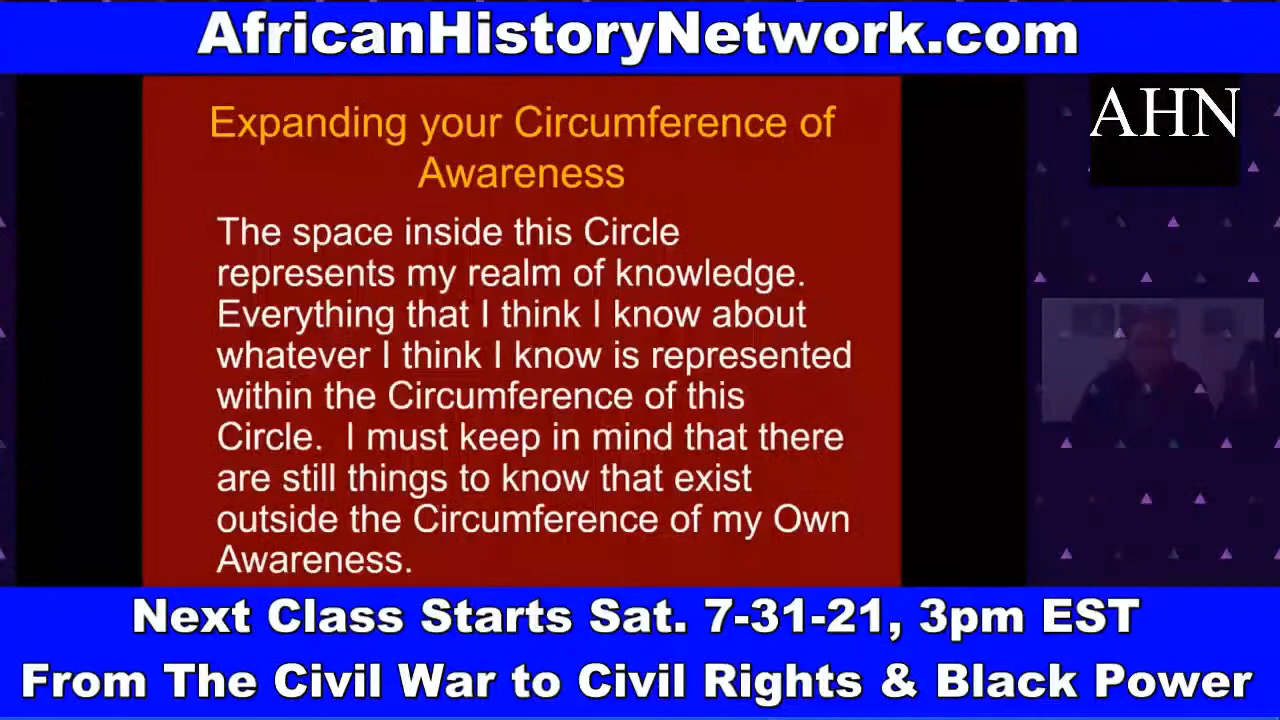 AfricanHistoryNetwork.com
AHN
Expanding your Circumference of
Awareness
The space inside this Circle
represents my realm of knowledge.
Everything that I think I know about
whatever I think I know is represented
within the Circumference of this
Circle.  I must keep in mind that there
are still things to know that exist
outside the Circumference of my Own
Awareness.
Next Class Starts Sat. 7-31-21, 3pm EST
From The Civil War to Civil Rights & Black Power